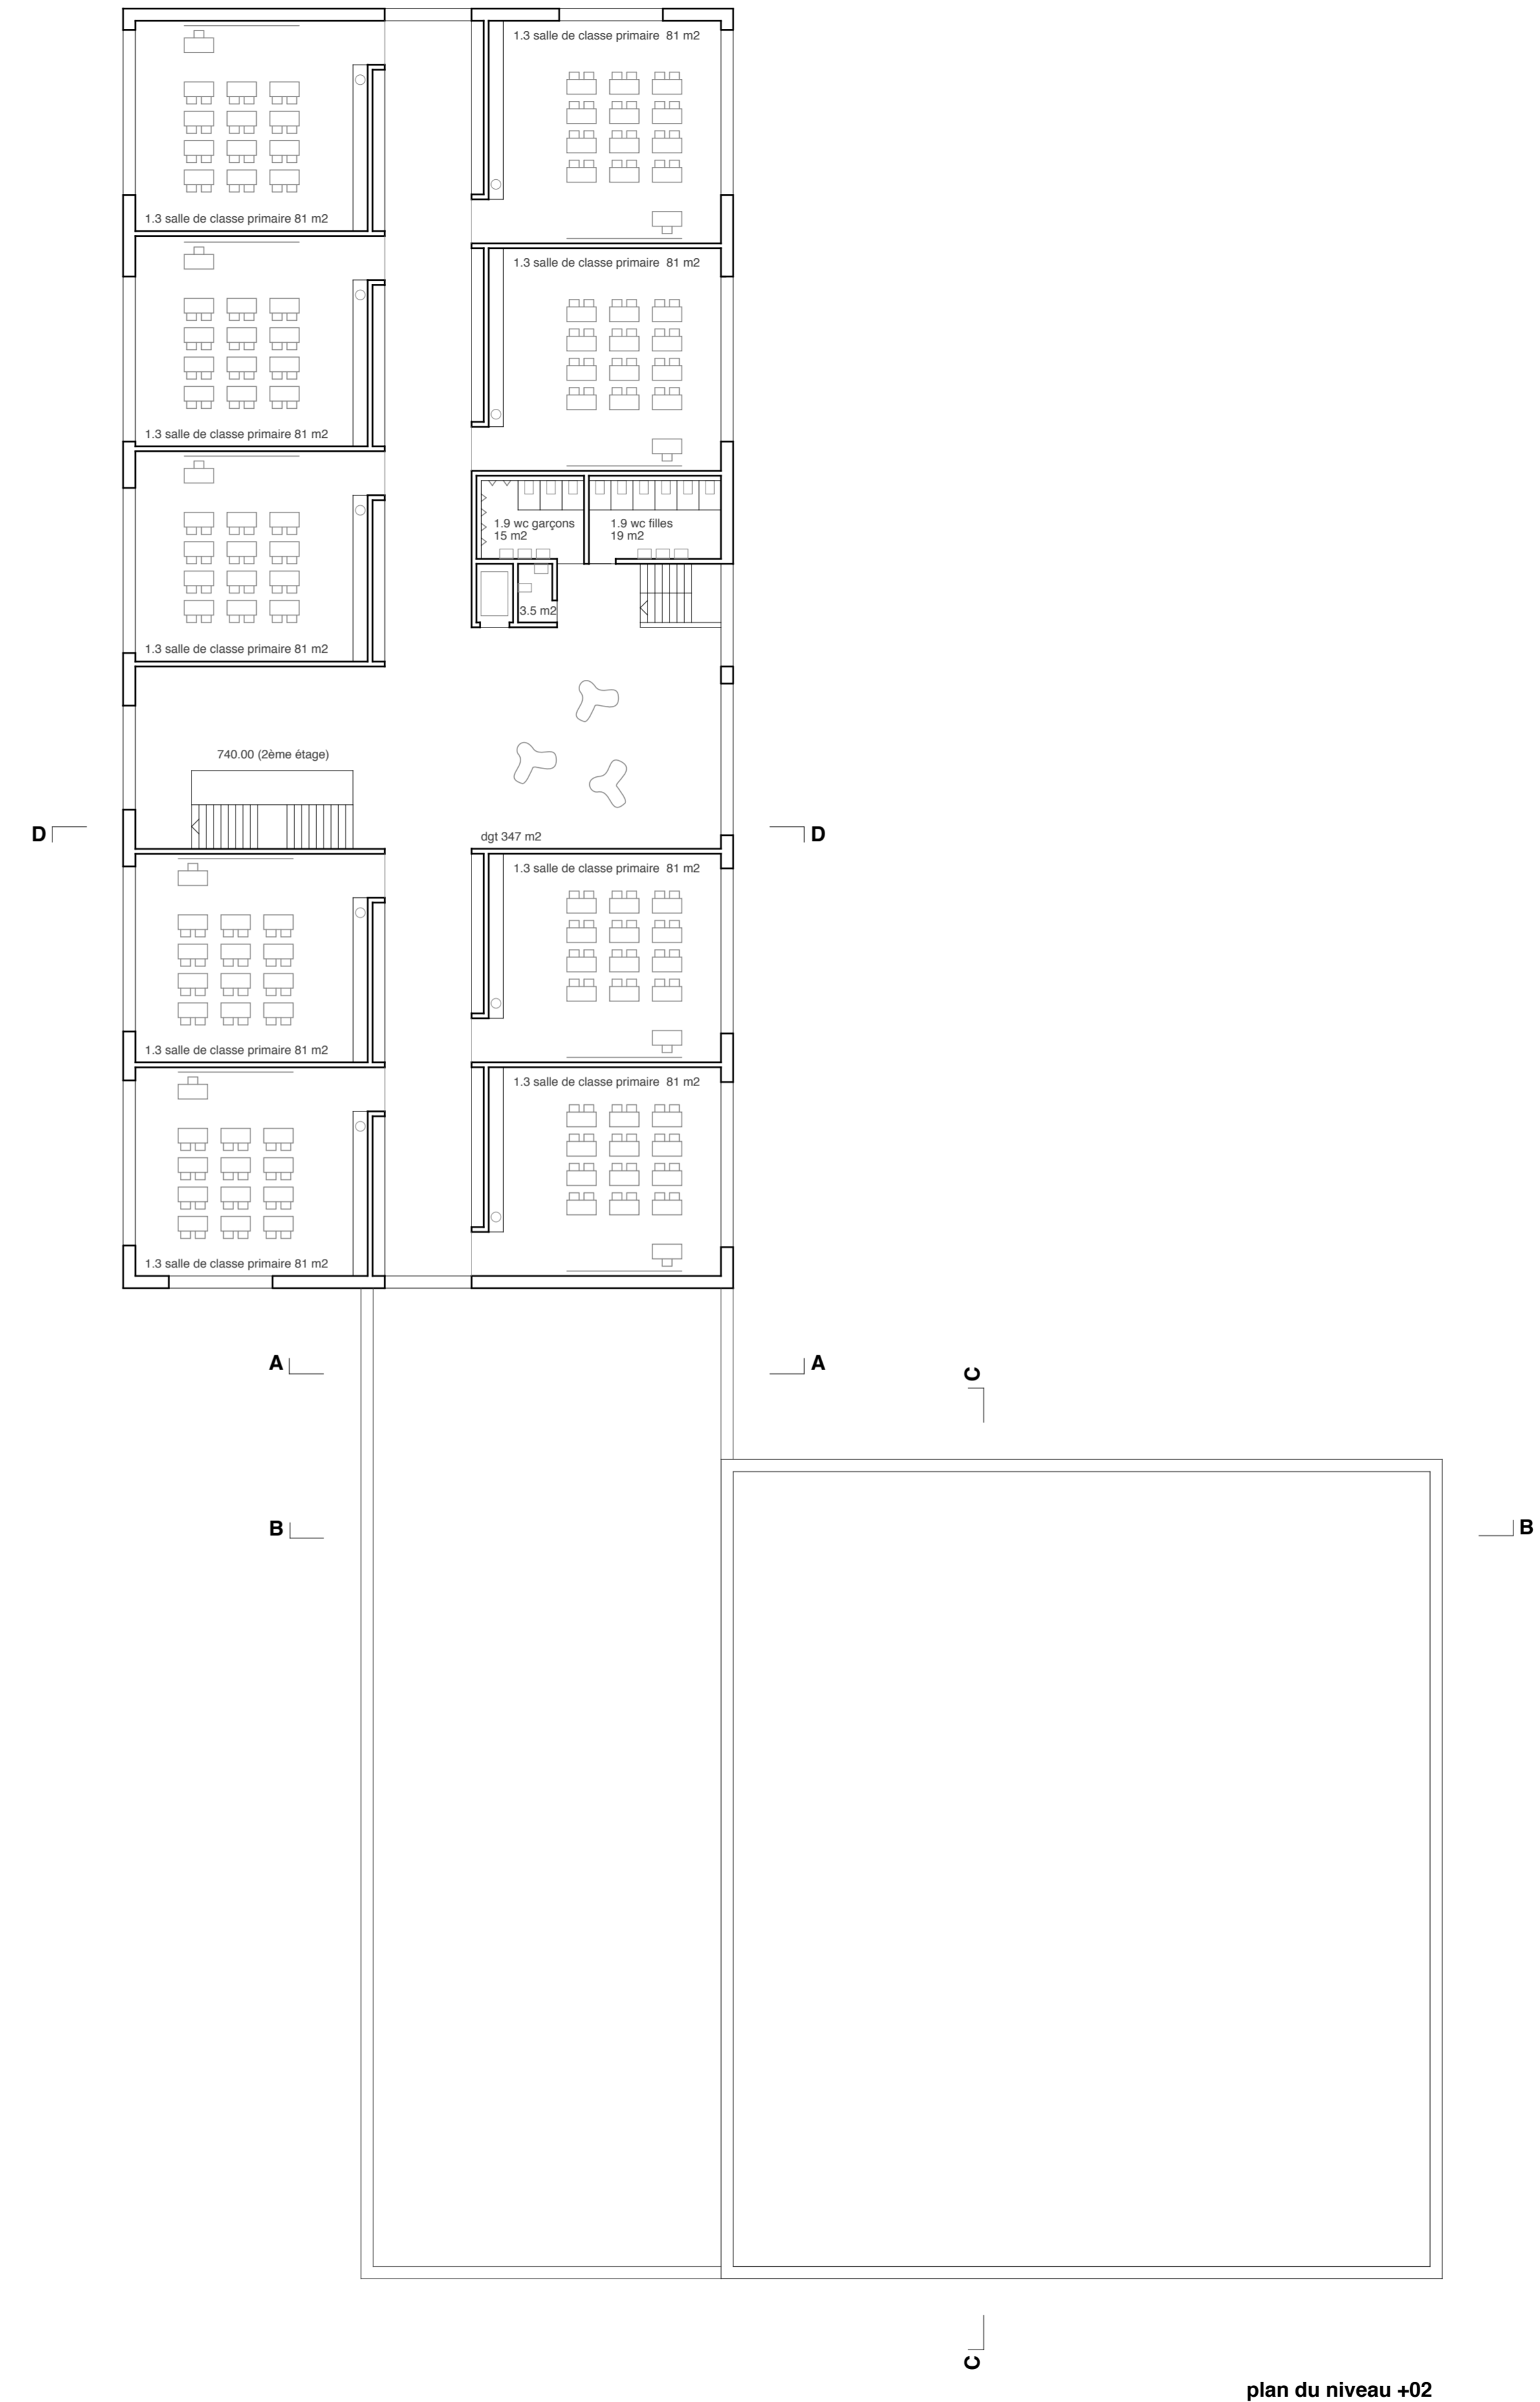 1.3 salle de classe primaire 81 m2
1.3 salle de classe primaire 81 m2
1.3 salle de classe primaire 81 m2
1.3 salle de classe primaire 81 m2
1.9 wc garçons
15 m2
1.9 wc filles
19 m2
3.5 m2
1.3 salle de classe primaire 81 m2
740.00 (2ème étage)
D
D
dgt 347 m2
1.3 salle de classe primaire 81 m2
1.3 salle de classe primaire 81 m2
1.3 salle de classe primaire 81 m2
1.3 salle de classe primaire 81 m2
A
A
C
B
B
C
plan du niveau +02